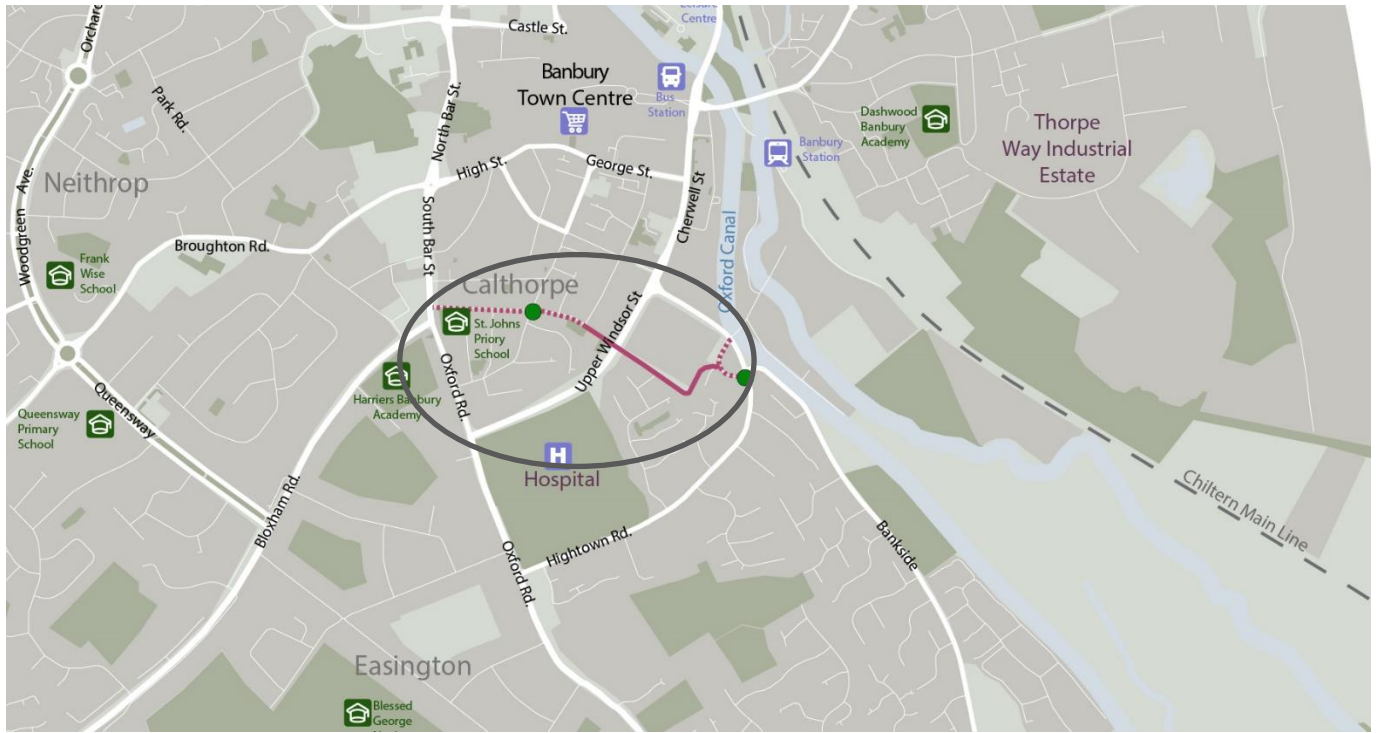 Leisure
Centre
Castle St.
Orchard
Banbury
Town Centre
Bus
Station
Park Rd.
North Bar St.
Dashwood
Banbury
Academy
Thorpe
Way Industrial
Estate
Banbury
Station
High St.
George St.
Neithrop
Woodgreen Ave.
South Bar St
Cherwell St
Oxford Canal
Broughton Rd.
Frank
Wise
School
Calthorpe
St. Johns
Priory
School
Upper Windsor St
Oxford Rd.
Harriers Banbury
Academy
Queensway
Queensway
Primary
School
H
Hospital
Bloxham Rd.
Chiltern Main Line
Bankside
Hightown Rd.
Oxford Rd.
Easington
Blessed
George